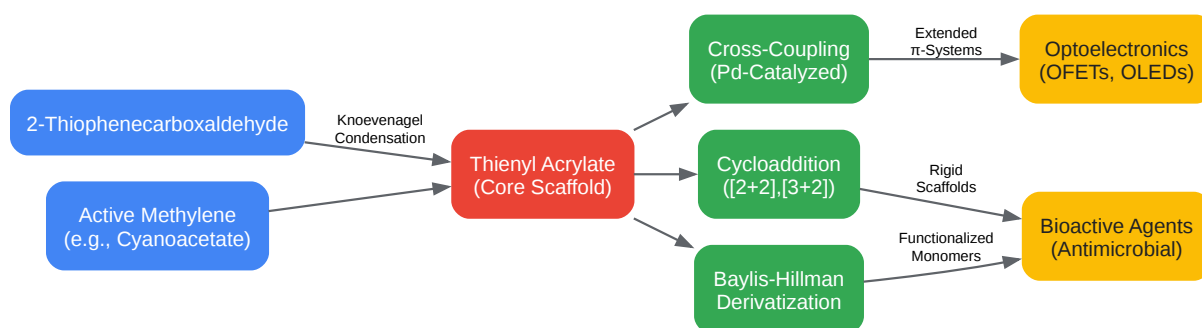 2-Thiophenecarboxaldehyde
Active Methylene
(e.g., Cyanoacetate)
Knoevenagel
Condensation
Thienyl Acrylate
(Core Scaffold)
Cross-Coupling
(Pd-Catalyzed)
Cycloaddition
([2+2],[3+2])
Baylis-Hillman
Derivatization
Extended
π-Systems
Rigid
Scaffolds
Functionalized
Monomers
Optoelectronics
(OFETs, OLEDs)
Bioactive Agents
(Antimicrobial)